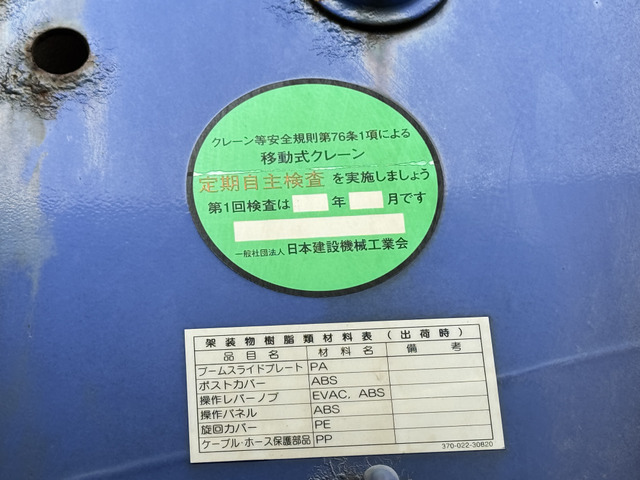 クレーン等安全規則第76条1項による
移動式クレーン
定期自主検査 を実施しましょう
第1回検査は 年 月です
一般社団法人 日本建設機械工業会
架装物樹脂類材料表(出荷時)
品目名 材料名 備考
ブームスライドプレート PA
ポストカバー ABS
操作レバーノブ EVAC, ABS
操作パネル ABS
旋回カバー PE
ケーブル・ホース保護部品 PP
370-022-30820